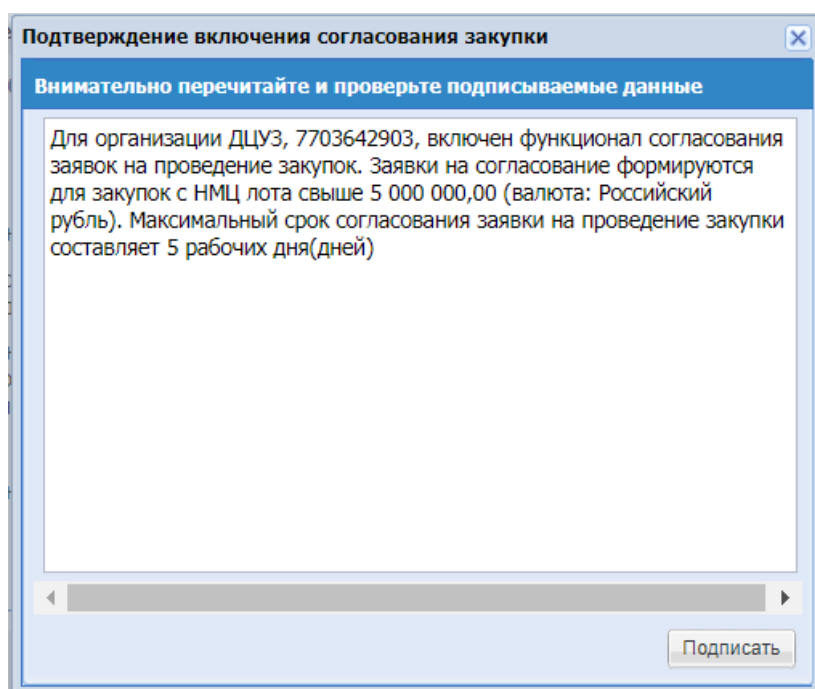 Подтверждение включения согласования закупки
Внимательно перечитайте и проверьте подписываемые данные
Для организации ДЦУЗ, 7703642903, включен функционал согласования
заявок на проведение закупок. Заявки на согласование формируются
для закупок с НМЦ лота свыше 5 000 000,00 (валюта: Российский
рубль). Максимальный срок согласования заявки на проведение закупки
составляет 5 рабочих дня(дней)
Подписать